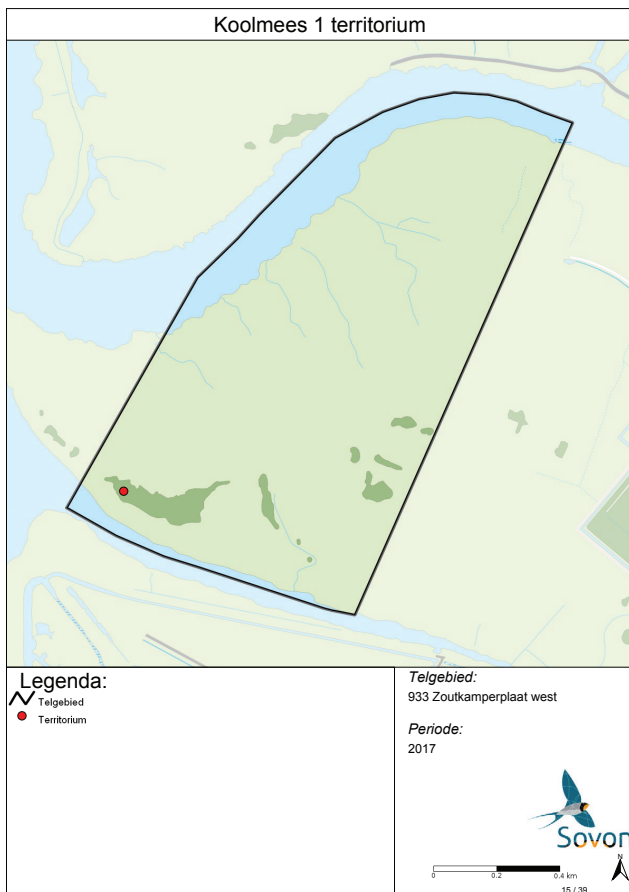 Koolmees 1 territorium
Legenda:
Telgebied
Territorium
Telgebied:
933 Zoutkamperplaat west
Periode:
2017
Sovon
N
0 0.2 0.4 km
15 / 39